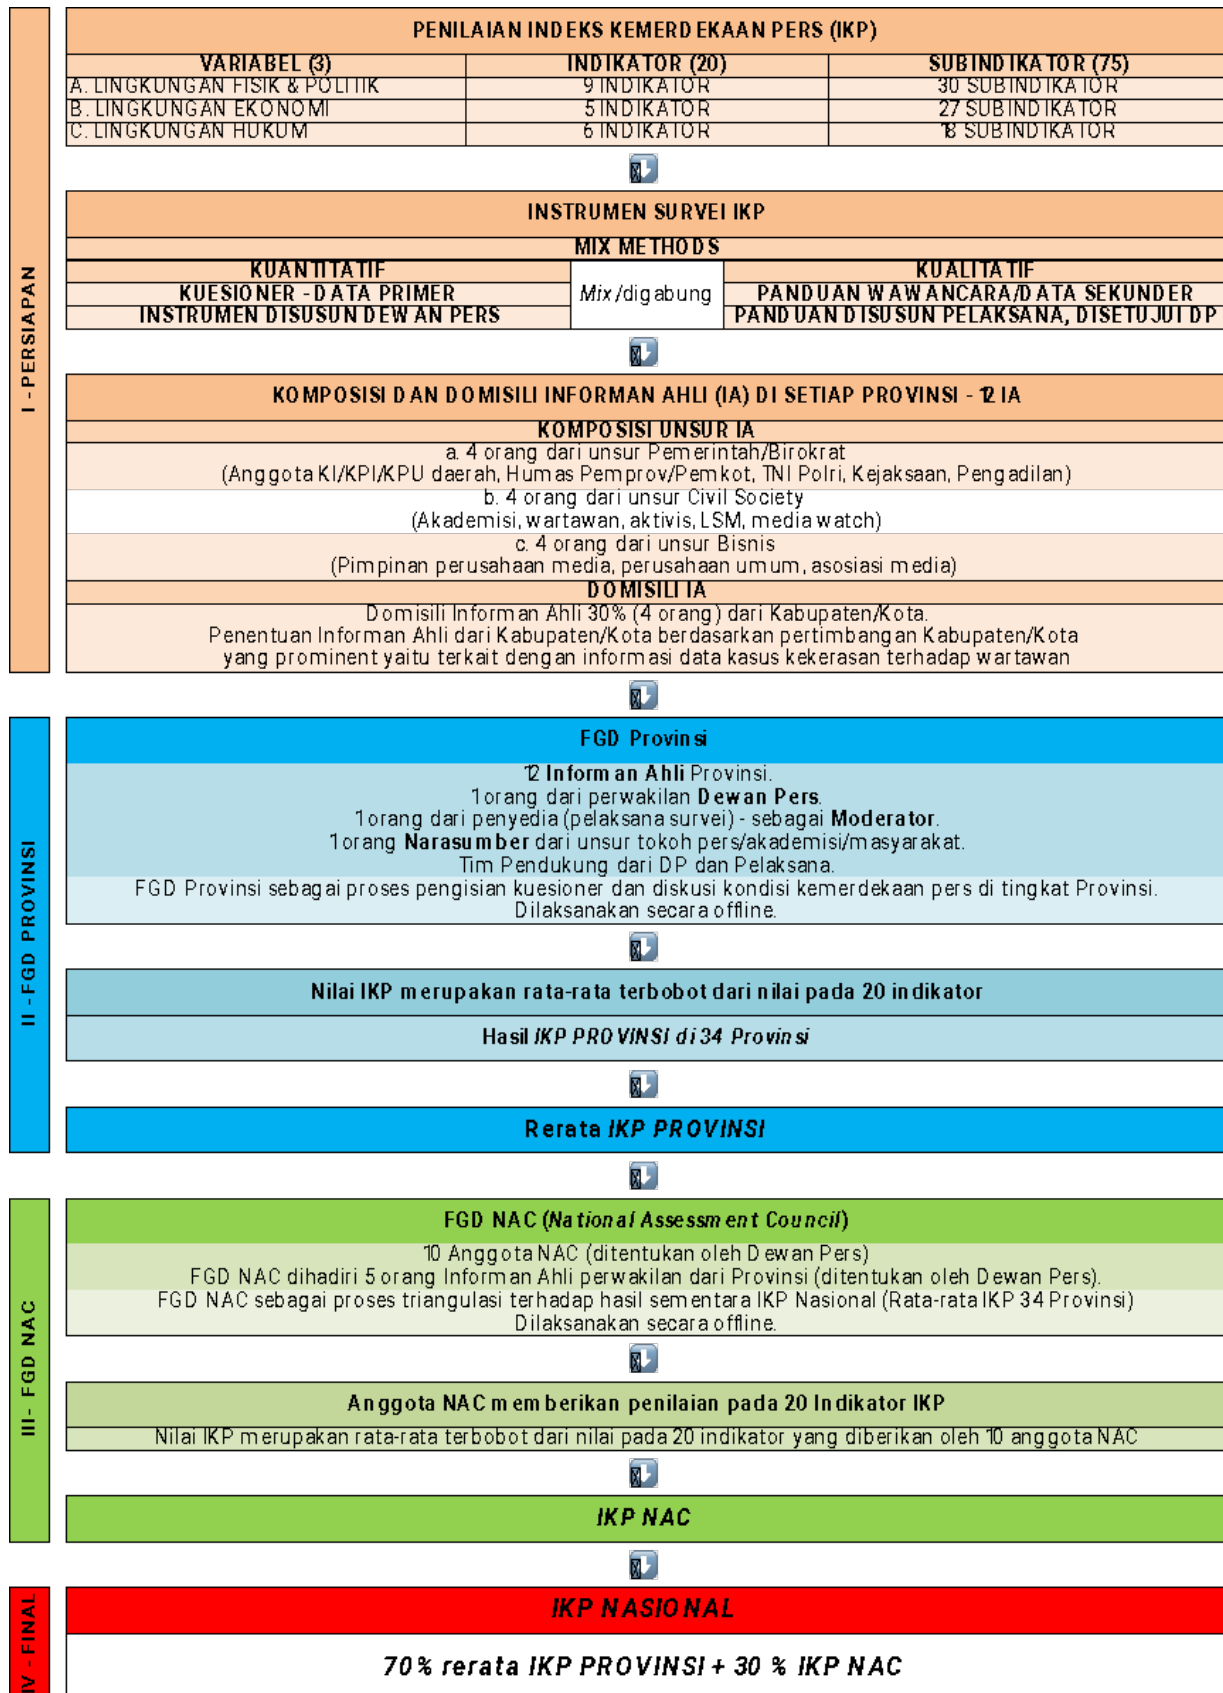 PENILAIAN INDEKS KEMERDEKAAN PERS (IKP)
VARIABEL (3) INDIKATOR (20) SUBINDIKATOR (75)
A. LINGKUNGAN FISIK & POLITIK 9 INDIKATOR 30 SUBINDIKATOR
B. LINGKUNGAN EKONOMI 5 INDIKATOR 27 SUBINDIKATOR
C. LINGKUNGAN HUKUM 6 INDIKATOR 18 SUBINDIKATOR
I - PERSIAPAN
INSTRUMEN SURVEI IKP
MIX METHODS
KUANTITATIF KUALITATIF
KUESIONER - DATA PRIMER Mix/digabung PANDUAN WAWANCARA/DATA SEKUNDER
INSTRUMEN DISUSUN DEWAN PERS PANDUAN DISUSUN PELAKSANA, DISETUJUI DP
KOMPOSISI DAN DOMISILI INFORMAN AHLI (IA) DI SETIAP PROVINSI - 12 IA
KOMPOSISI UNSUR IA
a. 4 orang dari unsur Pemerintah/Birokrat
(Anggota KI/KPI/KPU daerah, Humas Pemprov/Pemkot, TNI Polri, Kejaksaan, Pengadilan)
b. 4 orang dari unsur Civil Society
(Akademisi, wartawan, aktivis, LSM, media watch)
c. 4 orang dari unsur Bisnis
(Pimpinan perusahaan media, perusahaan umum, asosiasi media)
DOMISILI IA
Domisili Informan Ahli 30% (4 orang) dari Kabupaten/Kota.
Penentuan Informan Ahli dari Kabupaten/Kota berdasarkan pertimbangan Kabupaten/Kota
yang prominent yaitu terkait dengan informasi data kasus kekerasan terhadap wartawan
II - FGD PROVINSI
FGD Provinsi
12 Informan Ahli Provinsi.
1 orang dari perwakilan Dewan Pers.
1 orang dari penyedia (pelaksana survei) - sebagai Moderator.
1 orang Narasumber dari unsur tokoh pers/akademisi/masyarakat.
Tim Pendukung dari DP dan Pelaksana.
FGD Provinsi sebagai proses pengisian kuesioner dan diskusi kondisi kemerdekaan pers di tingkat Provinsi.
Dilaksanakan secara offline.
Nilai IKP merupakan rata-rata terbobot dari nilai pada 20 indikator
Hasil IKP PROVINSI di 34 Provinsi
Rerata IKP PROVINSI
III- FGD NAC
FGD NAC (National Assessment Council)
10 Anggota NAC (ditentukan oleh Dewan Pers)
FGD NAC dihadiri 5 orang Informan Ahli perwakilan dari Provinsi (ditentukan oleh Dewan Pers).
FGD NAC sebagai proses triangulasi terhadap hasil sementara IKP Nasional (Rata-rata IKP 34 Provinsi)
Dilaksanakan secara offline.
Anggota NAC memberikan penilaian pada 20 Indikator IKP
Nilai IKP merupakan rata-rata terbobot dari nilai pada 20 indikator yang diberikan oleh 10 anggota NAC
IKP NAC
IV - FINAL
IKP NASIONAL
70% rerata IKP PROVINSI + 30 % IKP NAC